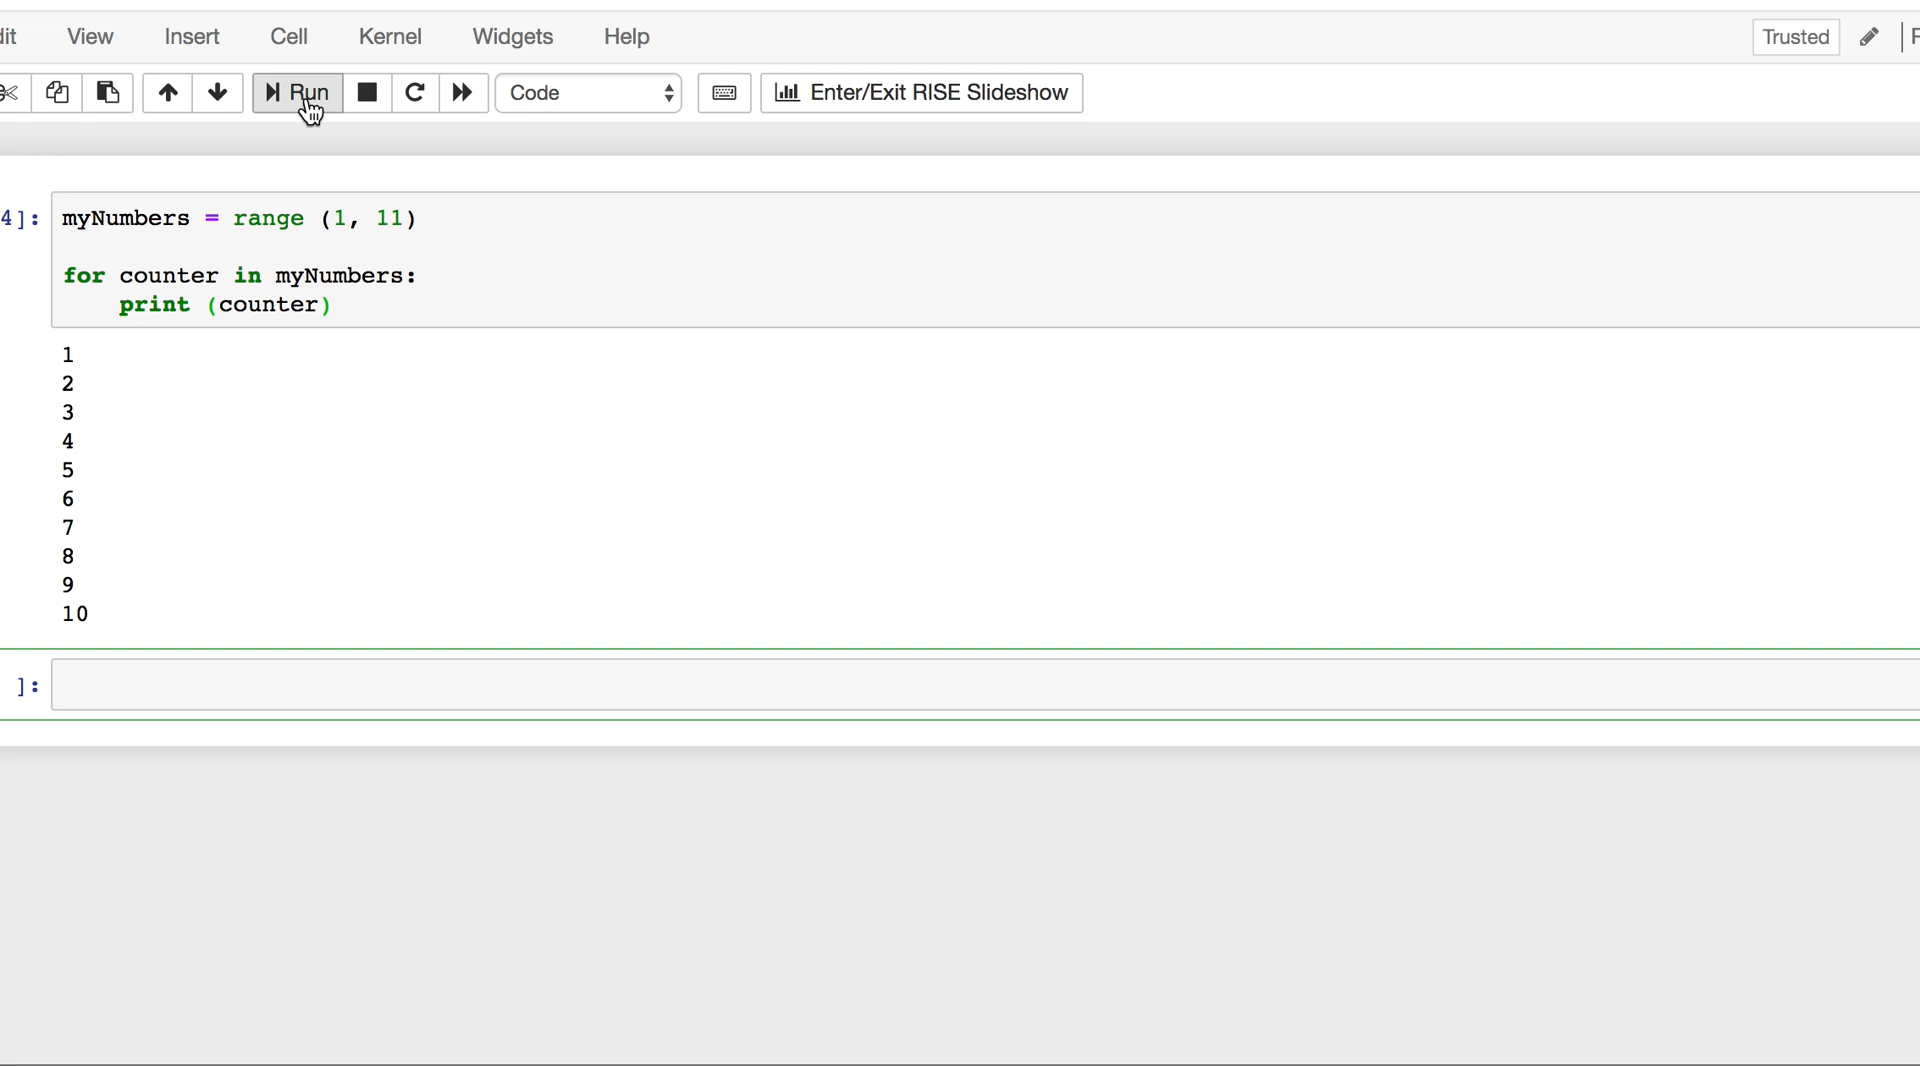 dit View Insert Cell Kernel Widgets Help Trusted
Run Code Enter/Exit RISE Slideshow
4]: myNumbers = range (1, 11)
for counter in myNumbers:
print (counter)
1
2
3
4
5
6
7
8
9
10
]: